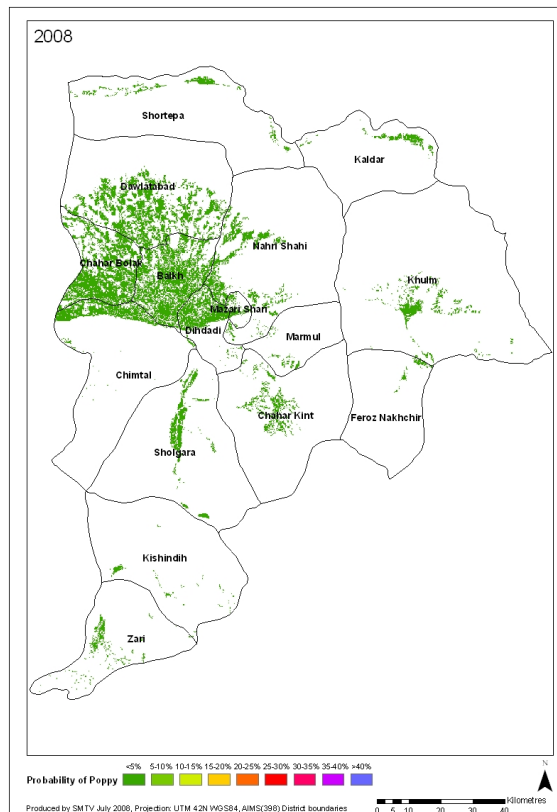 2008
Shortepa
Kaldar
Dawlatabad
Nahri Shahi
Chahar Bolak
Balkh
Khulm
Mazari Sharif
Dihdadi
Marmul
Chimtal
Chahar Kint
Feroz Nakhchir
Sholgara
Kishindih
Zari
<5% 5-10% 10-15% 15-20% 20-25% 25-30% 30-35% 35-40% >40%
Probability of Poppy
N
Kilometres
0 5 10 20 30 40
Produced by SMTV July 2008, Projection: UTM 42N WGS84, AIMS(398) District boundaries